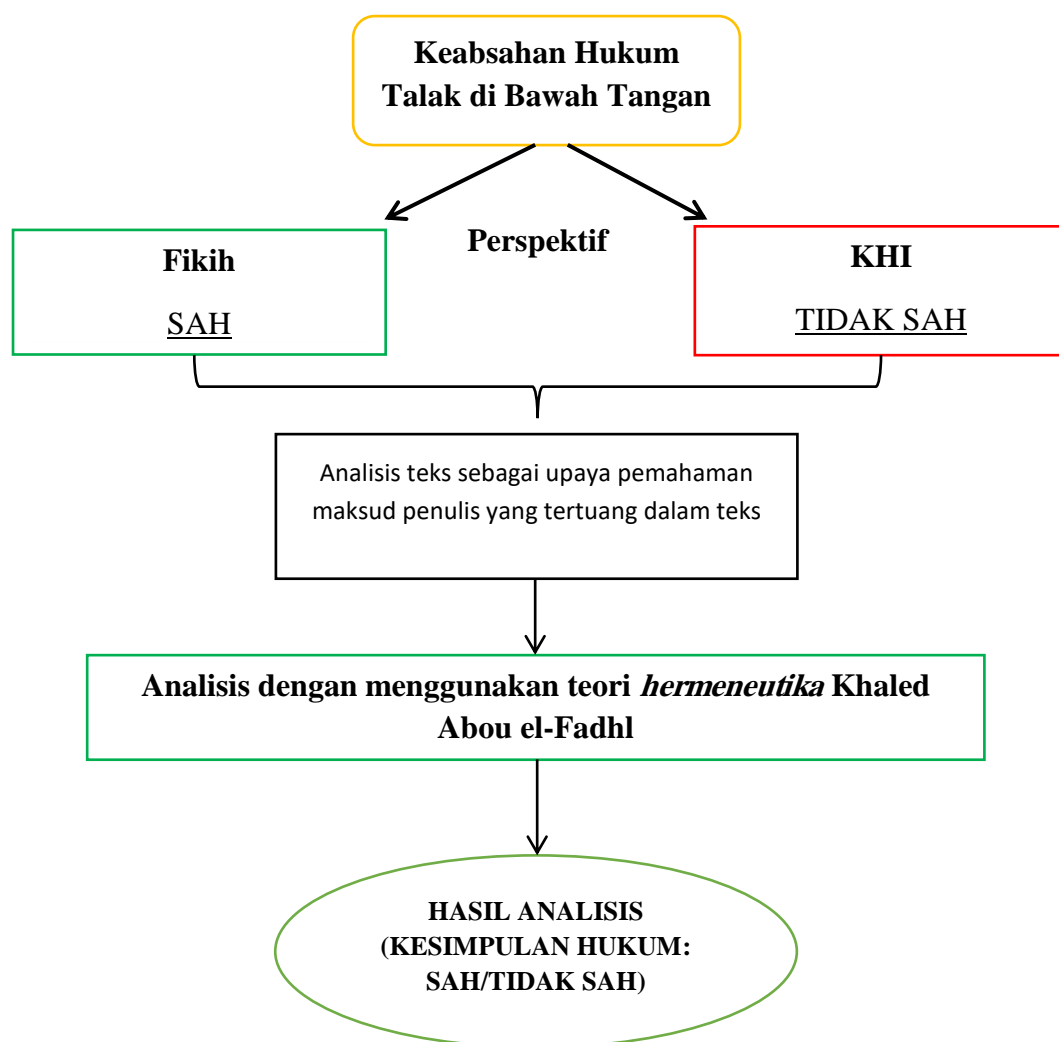 Keabsahan Hukum
Talak di Bawah Tangan
Perspektif
Fikih
SAH
KHI
TIDAK SAH
Analisis teks sebagai upaya pemahaman
maksud penulis yang tertuang dalam teks
Analisis dengan menggunakan teori hermeneutika Khaled
Abou el-Fadhl
HASIL ANALISIS
(KESIMPULAN HUKUM:
SAH/TIDAK SAH)